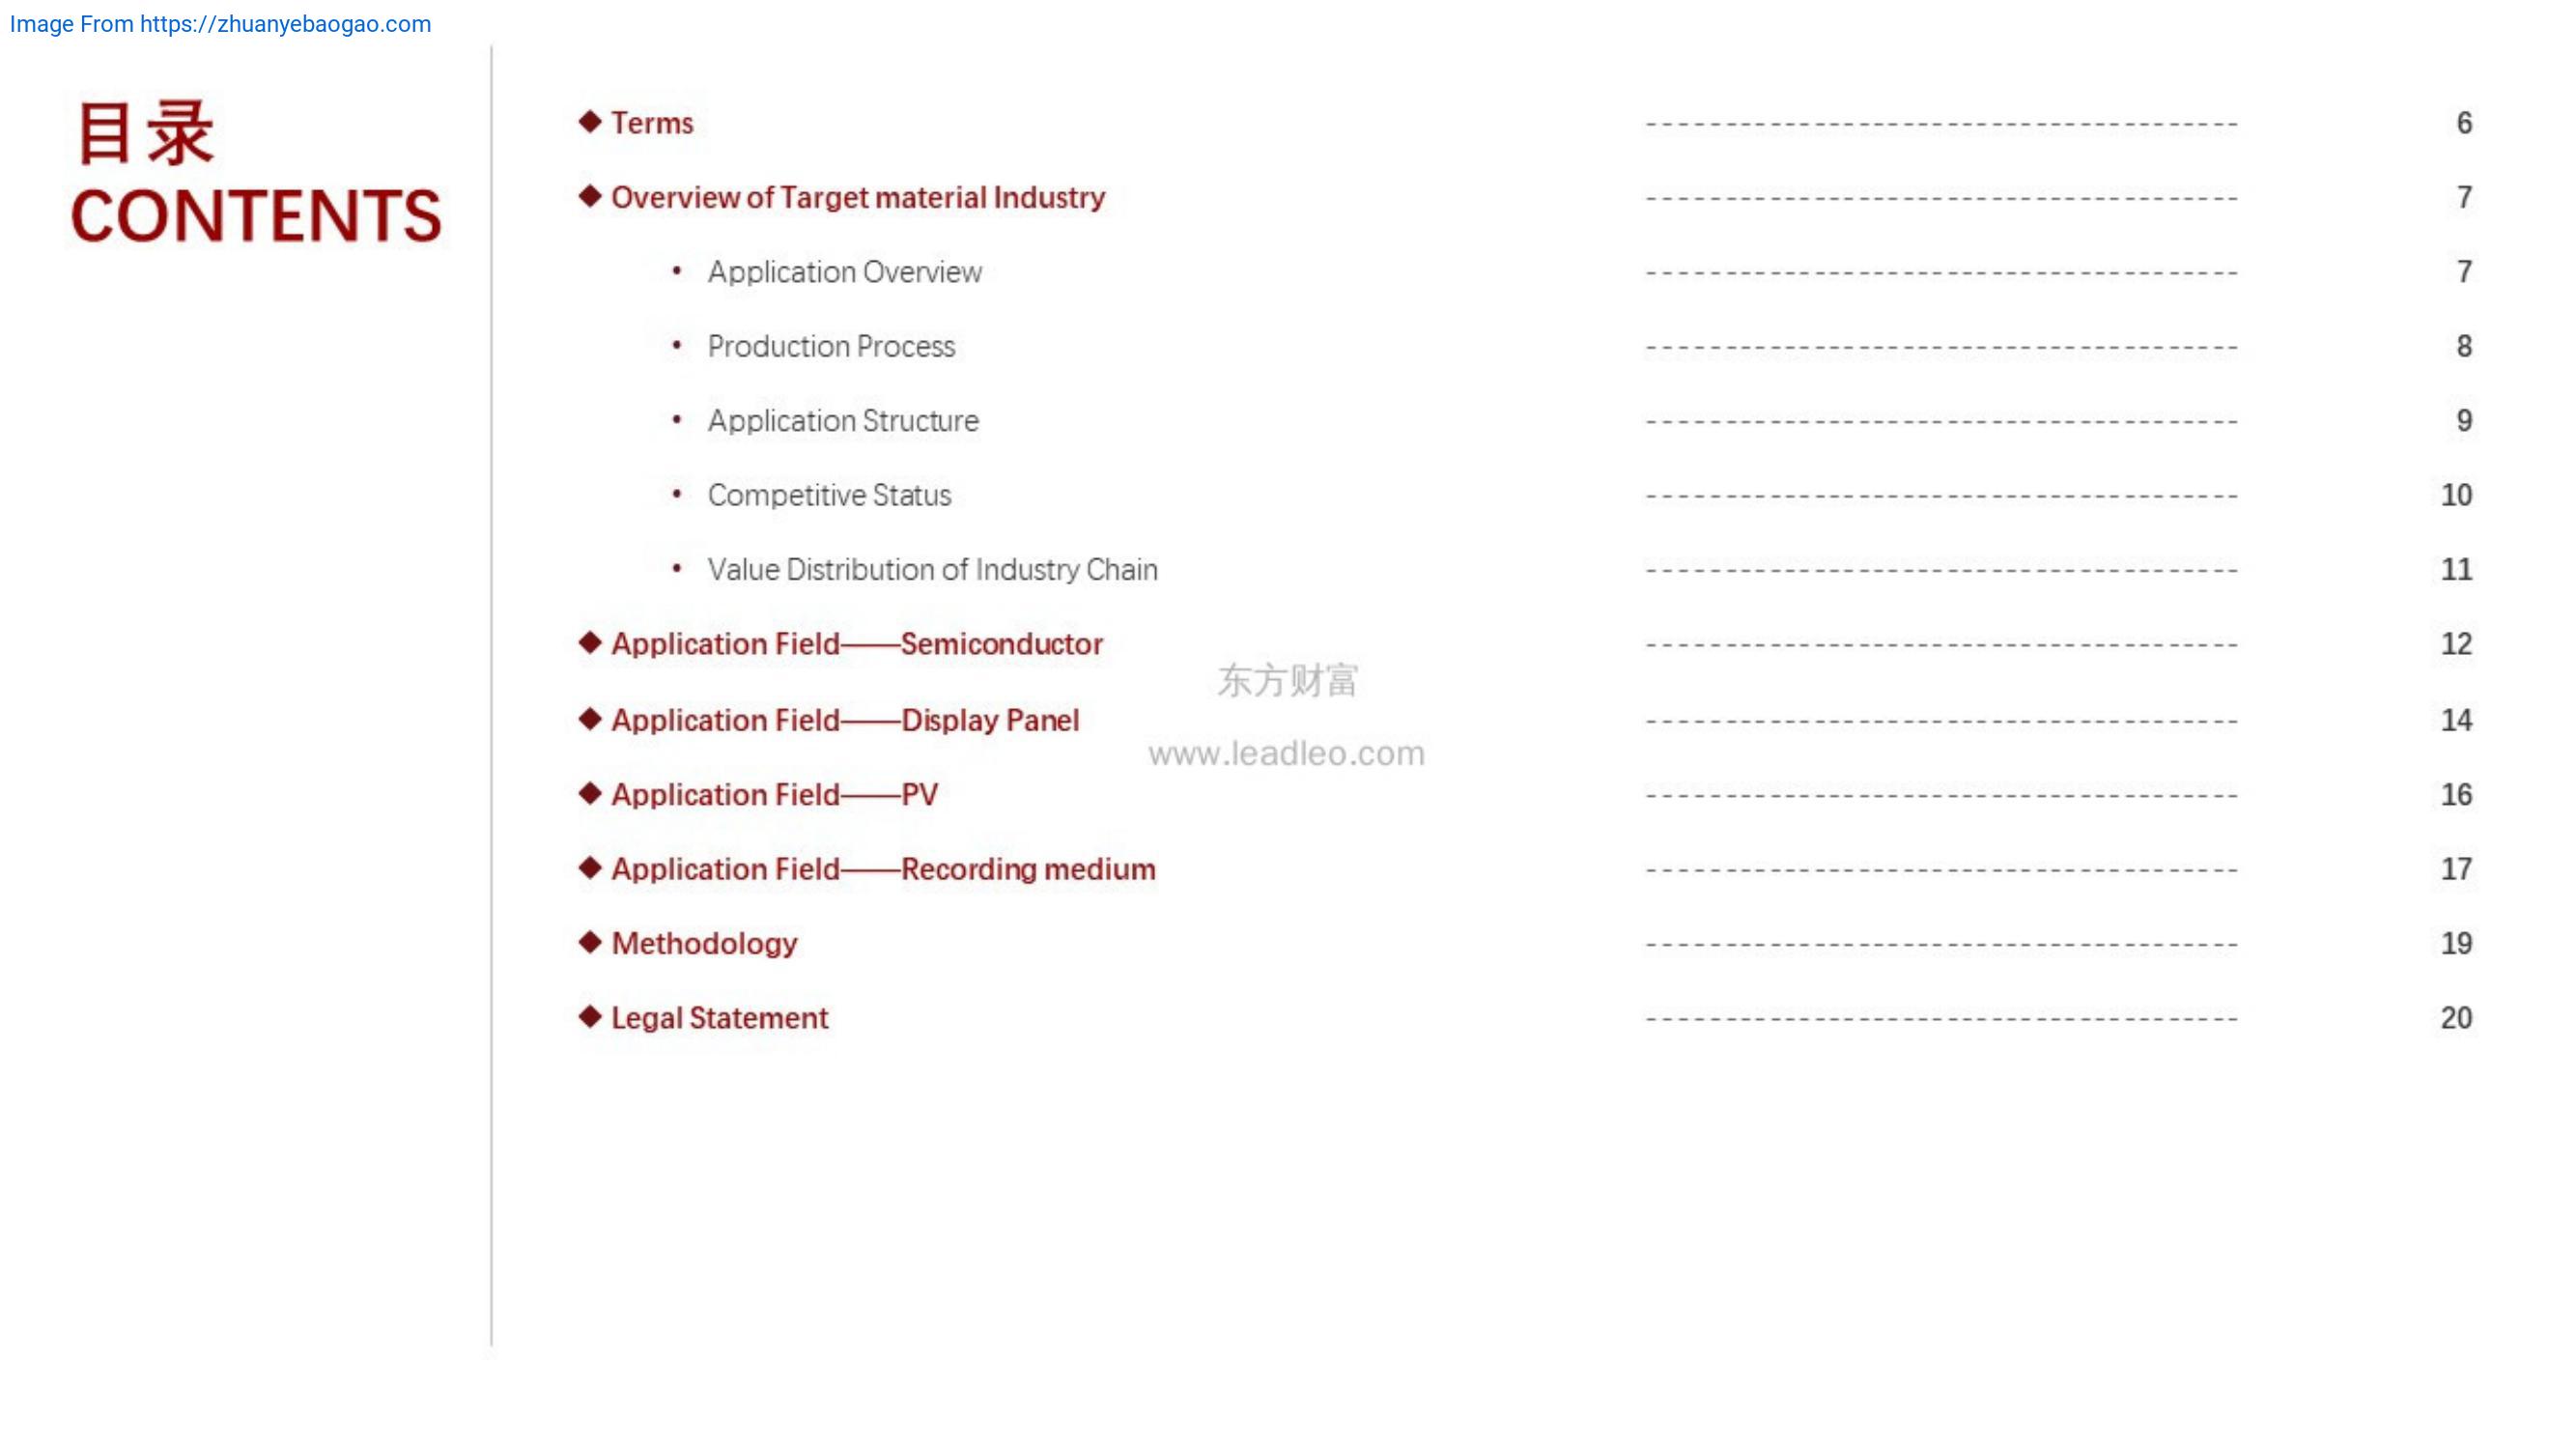 Image From https://zhuanyebaogao.com
目录
CONTENTS
◆ Terms ------------------------------------- 6
◆ Overview of Target material Industry ------------------------------------- 7
• Application Overview ------------------------------------- 7
• Production Process ------------------------------------- 8
• Application Structure ------------------------------------- 9
• Competitive Status ------------------------------------- 10
• Value Distribution of Industry Chain ------------------------------------- 11
◆ Application Field——Semiconductor ------------------------------------- 12
东方财富
◆ Application Field——Display Panel ------------------------------------- 14
www.leadleo.com
◆ Application Field——PV ------------------------------------- 16
◆ Application Field——Recording medium ------------------------------------- 17
◆ Methodology ------------------------------------- 19
◆ Legal Statement ------------------------------------- 20